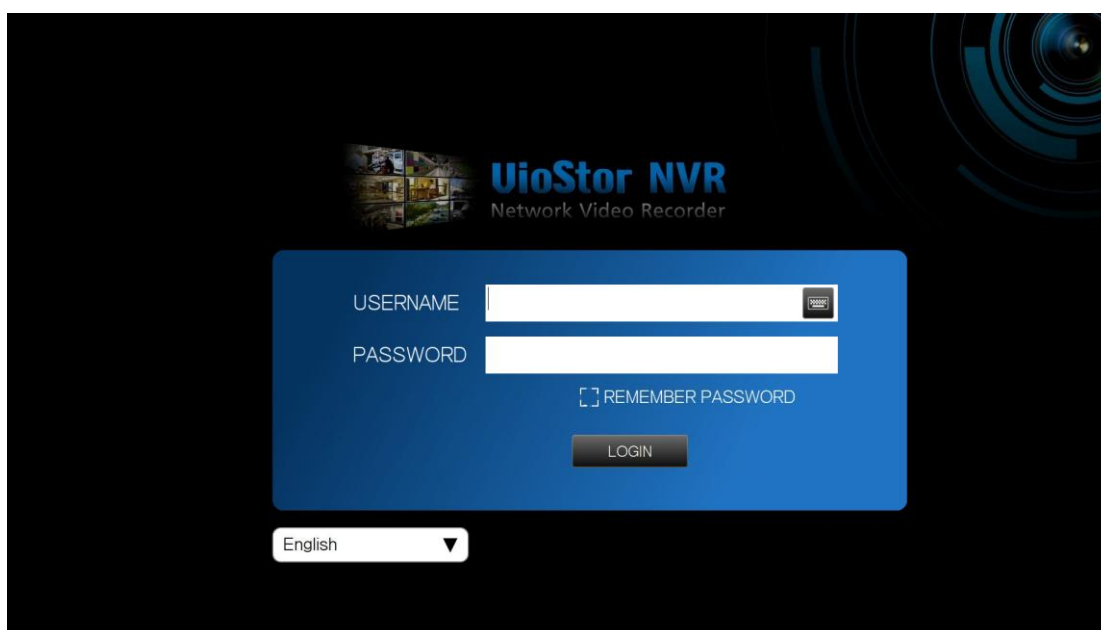 UioStor NVR
Network Video Recorder
USERNAME
PASSWORD
REMEMBER PASSWORD
LOGIN
English